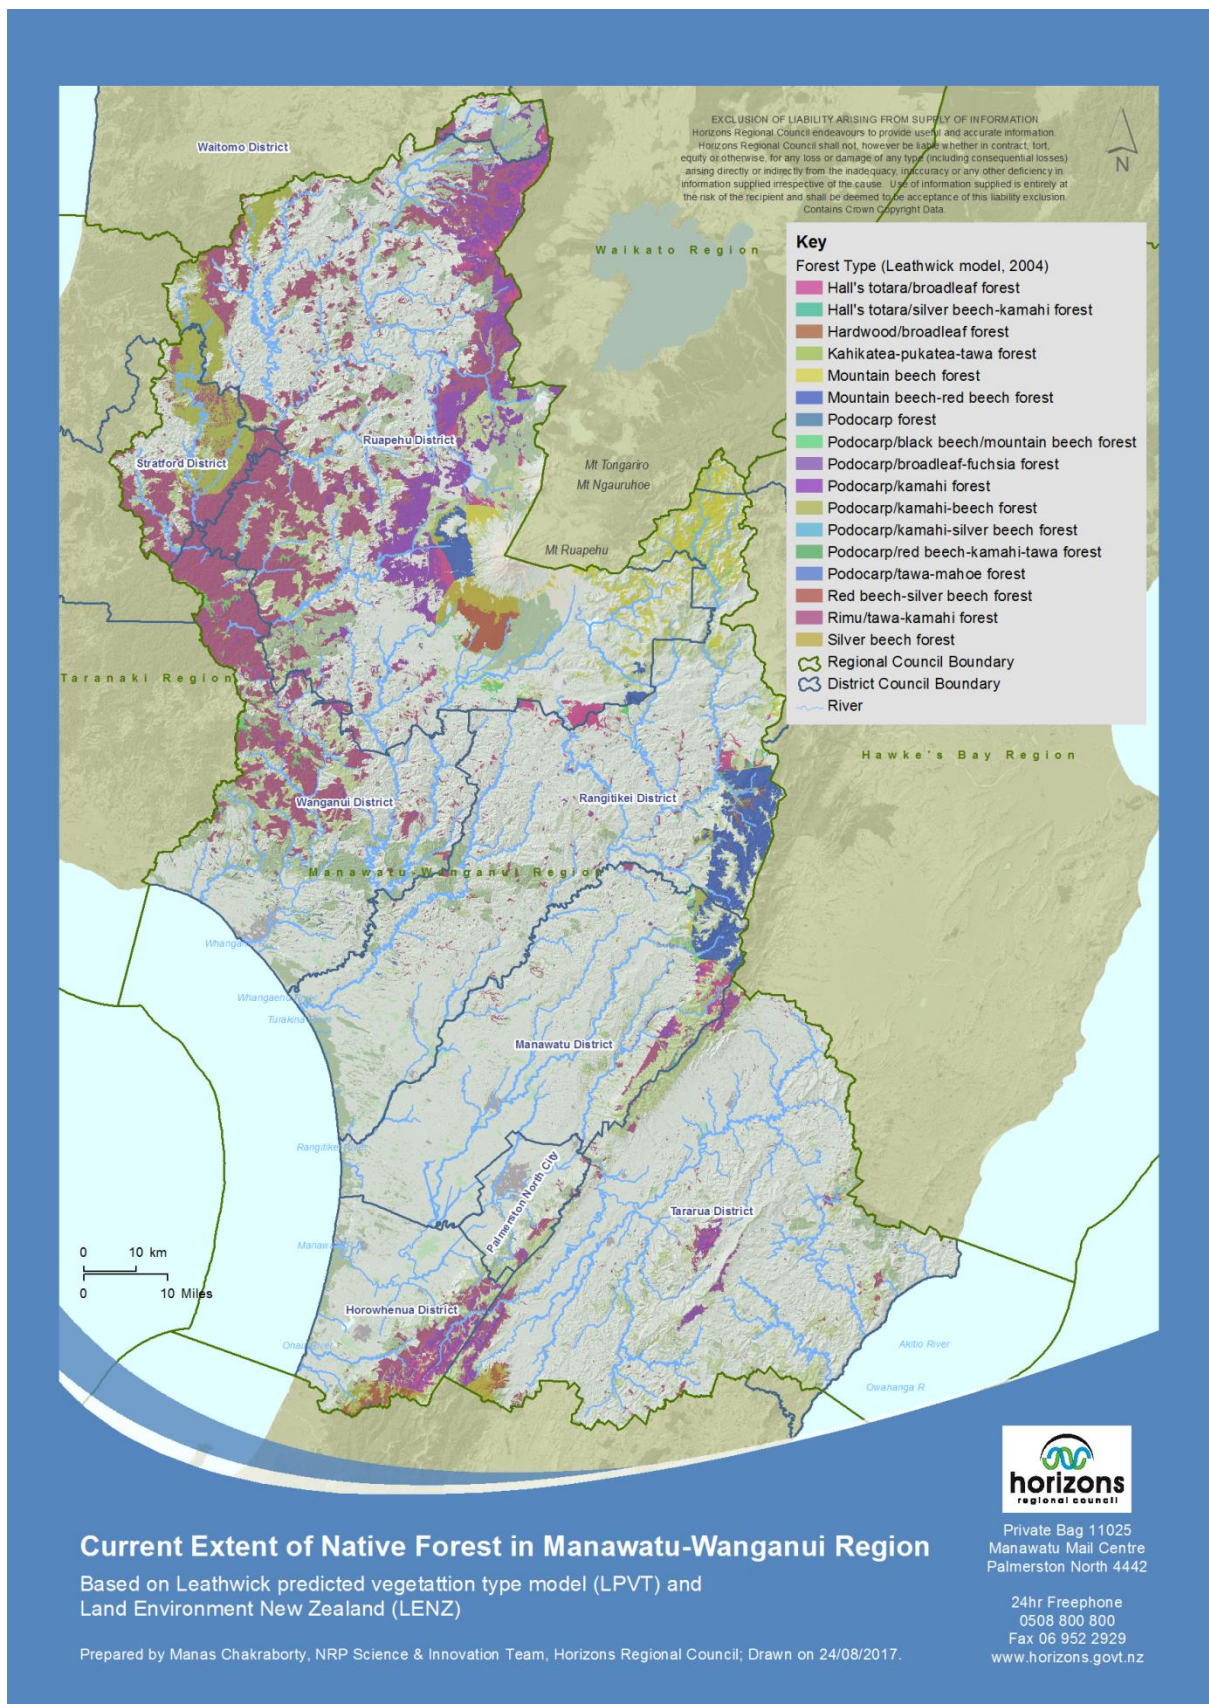 EXCLUSION OF LIABILITY ARISING FROM SUPPLY OF INFORMATION
Horizons Regional Council endeavours to provide useful and accurate information.
Horizons Regional Council shall not, however be liable whether in contract, tort,
equity or otherwise, for any loss or damage of any type (including consequential losses)
arising directly or indirectly from the inadequacy, inaccuracy or any other deficiency in
information supplied irrespective of the cause. Use of information supplied is entirely at
the risk of the recipient and shall be deemed to be acceptance of this liability exclusion.
Contains Crown Copyright Data.
N
Waitomo District
Waikato Region
Key
Forest Type (Leathwick model, 2004)
Hall's totara/broadleaf forest
Hall's totara/silver beech-kamahi forest
Hardwood/broadleaf forest
Kahikatea-pukatea-tawa forest
Mountain beech forest
Mountain beech-red beech forest
Podocarp forest
Podocarp/black beech/mountain beech forest
Podocarp/broadleaf-fuchsia forest
Podocarp/kamahi forest
Podocarp/kamahi-beech forest
Podocarp/kamahi-silver beech forest
Podocarp/red beech-kamahi-tawa forest
Podocarp/tawa-mahoe forest
Red beech-silver beech forest
Rimu/tawa-kamahi forest
Silver beech forest
Regional Council Boundary
District Council Boundary
River
Ruapehu District
Stratford District
Mt Tongariro
Mt Ngauruhoe
Mt Ruapehu
Taranaki Region
Hawke's Bay Region
Wanganui District
Rangitikei District
Manawatu-Wanganui Region
Whangaehu
Turakina
Manawatu District
Palmerston North City
Tararua District
0 10 km
0 10 Miles
Horowhenua District
Akitio River
Owahanga R.
horizons
regional council
Current Extent of Native Forest in Manawatu-Wanganui Region
Based on Leathwick predicted vegetattion type model (LPVT) and
Land Environment New Zealand (LENZ)
Prepared by Manas Chakraborty, NRP Science & Innovation Team, Horizons Regional Council; Drawn on 24/08/2017.
Private Bag 11025
Manawatu Mail Centre
Palmerston North 4442
24hr Freephone
0508 800 800
Fax 06 952 2929
www.horizons.govt.nz